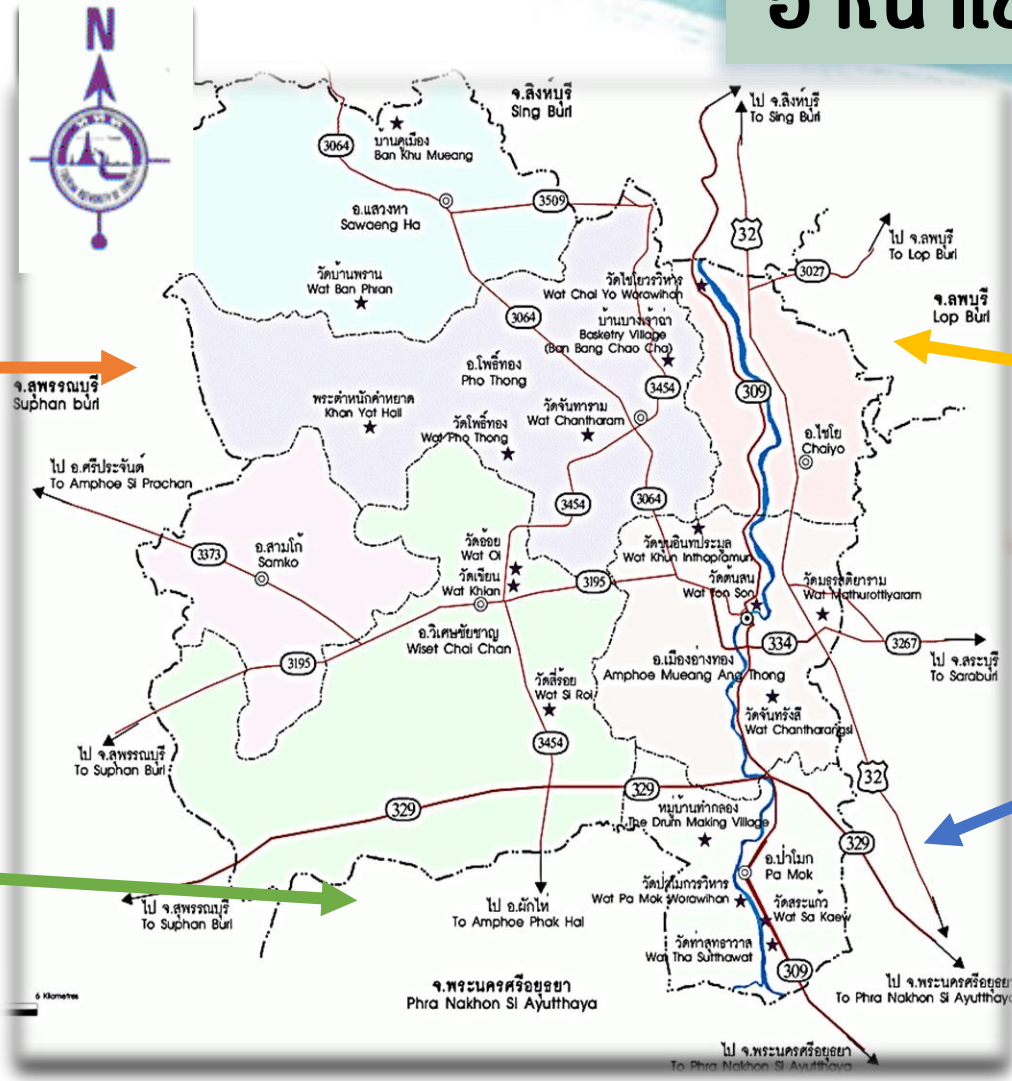 N
จ.สิงห์บุรี
Sing Buri
ไป จ.สิงห์บุรี
To Sing Buri
3064
บ้านคูเมือง
Ban Khu Mueang
อ.แสวงหา
Sawaeng Ha
3509
32
ไป จ.ลพบุรี
To Lop Buri
3027
วัดบ้านพราน
Wat Ban Phran
วัดไชโยวรวิหาร
Wat Chai Yo Worawihan
จ.ลพบุรี
Lop Buri
3064
บ้านบางเจ้าฉ่า
Basketry Village
(Ban Bang Chao Cha)
อ.โพธิ์ทอง
Pho Thong
จ.สุพรรณบุรี
Suphan buri
3454
309
พระตำหนักคำหยาด
Khan Yat Hall
วัดจันทาราม
Wat Chantharam
วัดโพธิ์ทอง
Wat Pho Thong
อ.ไชโย
Chaiyo
ไป อ.ศรีประจันต์
To Amphoe Si Prachan
3454
3064
3373
อ.สามโก้
Samko
วัดอ้อย
Wat Oi
วัดเขียน
Wat Khian
วัดขุนอินทประมูล
Wat Khun Inthapramun
3195
วัดต้นสน
Wat Ton Son
Wat Mathurottiyaram
อ.วิเศษชัยชาญ
Wiset Chai Chan
334
3267
3195
อ.เมืองอ่างทอง
Amphoe Mueang Ang Thong
ไป จ.สระบุรี
To Saraburi
วัดสี่ร้อย
Wat Si Roi
วัดจันทรังสี
Wat Chantharangsi
ไป จ.สุพรรณบุรี
To Suphan Buri
3454
32
329
329
หมู่บ้านทำกลอง
The Drum Making Village
329
อ.ป่าโมก
Pa Mok
วัดป่าโมกวรวิหาร
Wat Pa Mok Worawihan
วัดสระแก้ว
Wat Sa Kaew
ไป จ.สุพรรณบุรี
To Suphan Buri
ไป อ.ผักไห่
To Amphoe Phak Hai
วัดท่าสุทธาวาส
Wat Tha Sutthawat
309
จ.พระนครศรีอยุธยา
Phra Nakhon Si Ayutthaya
ไป จ.พระนครศรีอยุธยา
To Phra Nakhon Si Ayutthaya
6 Kilometres
ไป จ.พระนครศรีอยุธยา
To Phra Nakhon Si Ayutthaya